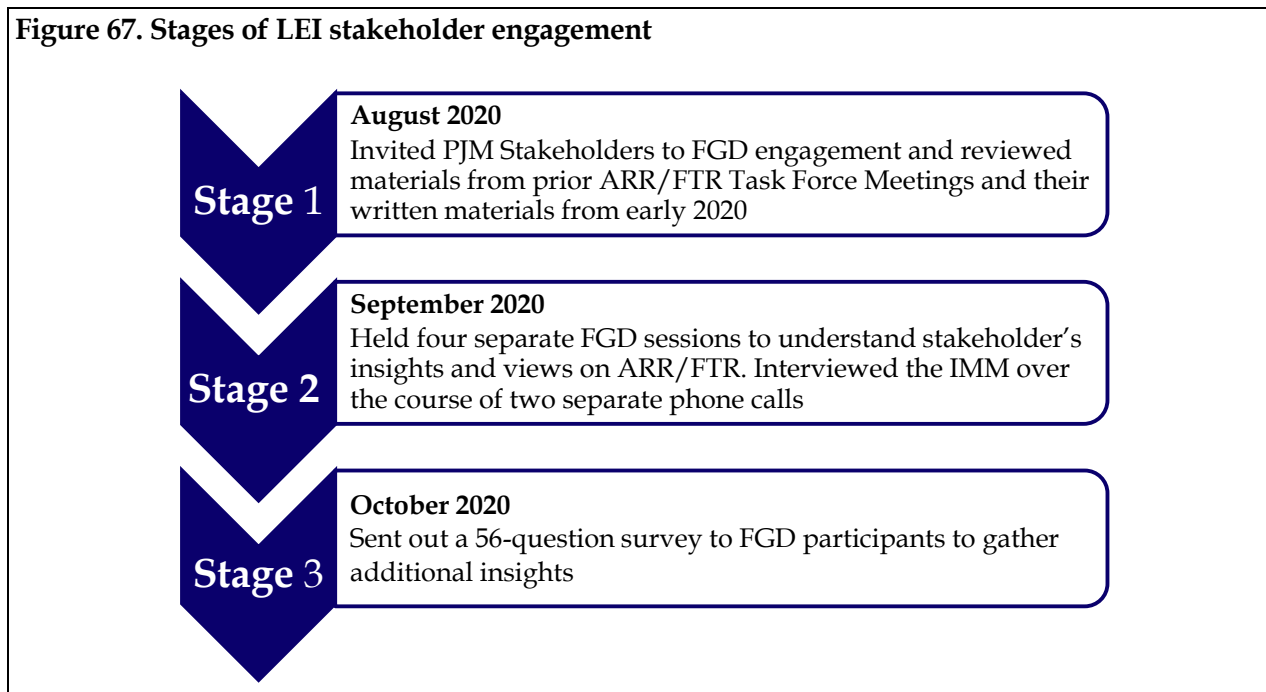 Figure 67. Stages of LEI stakeholder engagement
Stage 1
August 2020
Invited PJM Stakeholders to FGD engagement and reviewed
materials from prior ARR/FTR Task Force Meetings and their
written materials from early 2020
Stage 2
September 2020
Held four separate FGD sessions to understand stakeholder’s
insights and views on ARR/FTR. Interviewed the IMM over
the course of two separate phone calls
Stage 3
October 2020
Sent out a 56-question survey to FGD participants to gather
additional insights